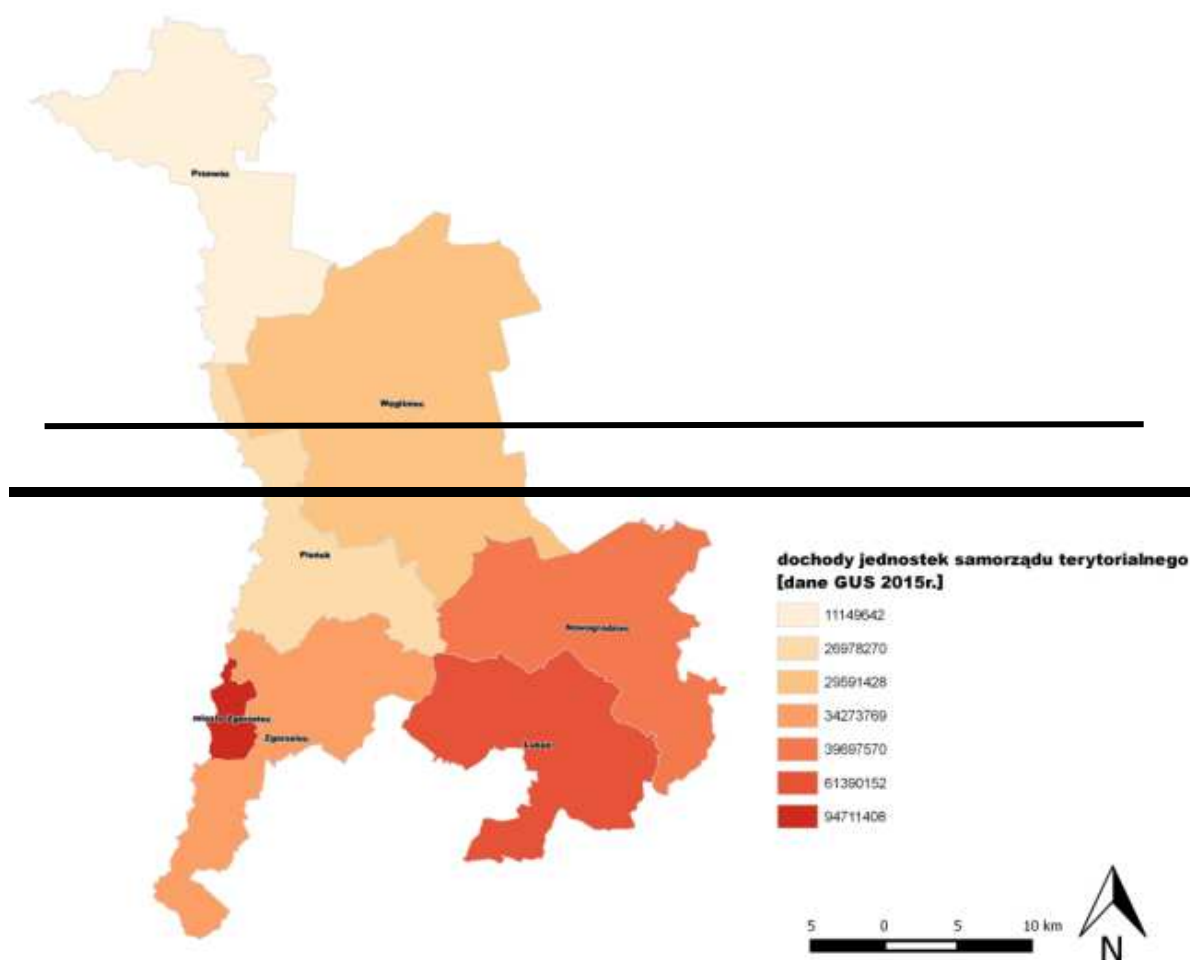 Przewóz
Węgliniec
Pieńsk
dochody jednostek samorządu terytorialnego
[dane GUS 2015r.]
11149642
26978270
29591428
34273769
Nowogrodziec
39697570
miasto Zgorzelec
Zgorzelec
Lubań
61390152
94711408
5 0 5 10 km
N